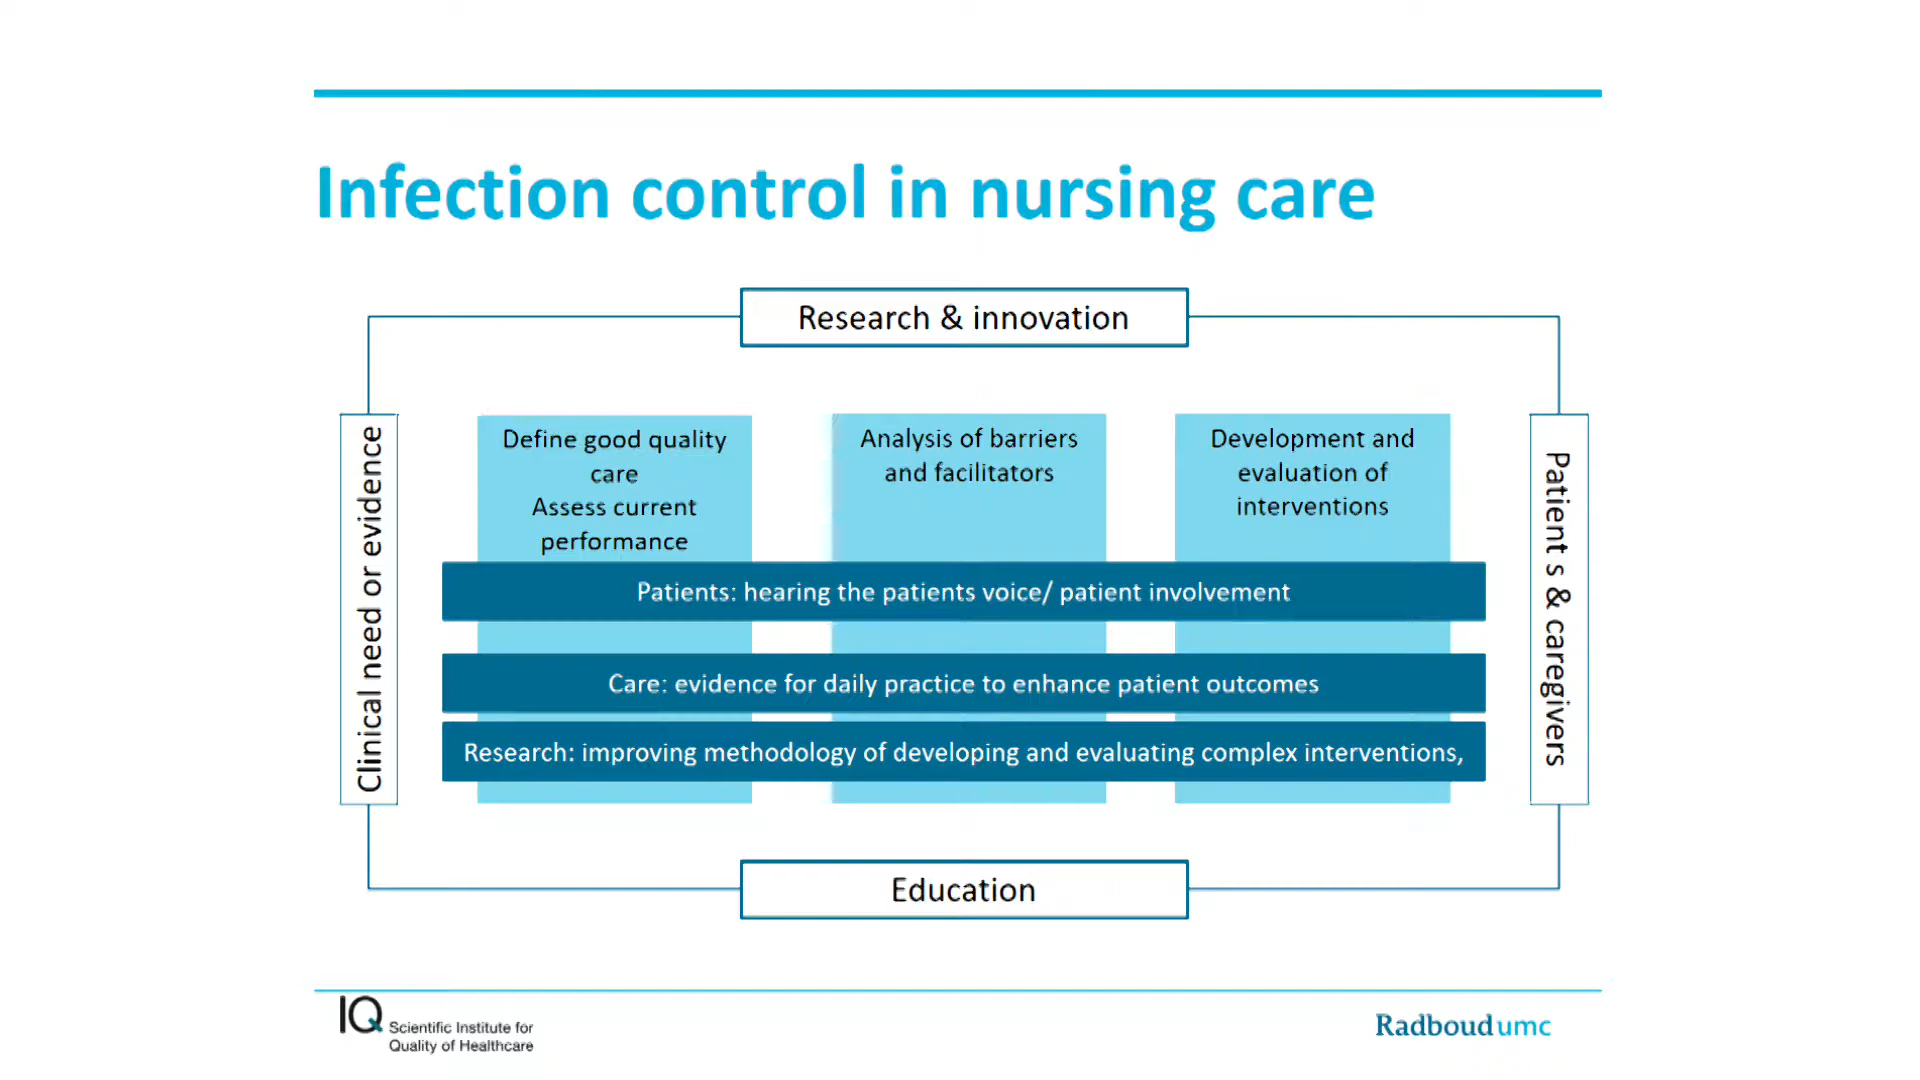 Infection control in nursing care
Research & innovation
Clinical need or evidence
Define good quality
care
Assess current
performance
Analysis of barriers
and facilitators
Development and
evaluation of
interventions
Patient s & caregivers
Patients: hearing the patients voice/ patient involvement
Care: evidence for daily practice to enhance patient outcomes
Research: improving methodology of developing and evaluating complex interventions,
Education
IQ
Scientific Institute for
Quality of Healthcare
Radboudumc